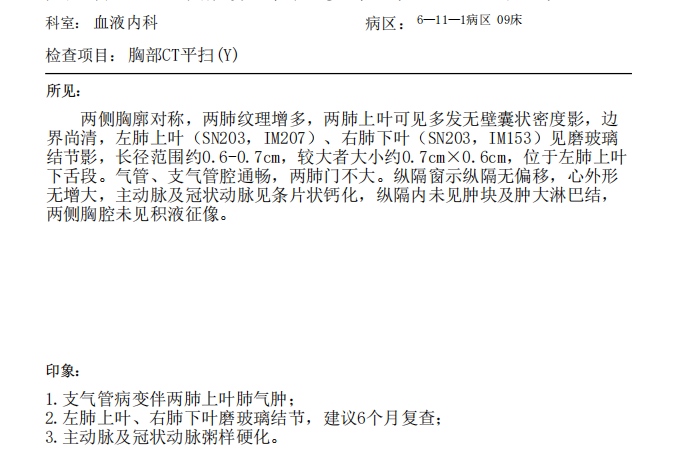 科室: 血液内科 病区: 6—11—1病区 09床
检查项目: 胸部CT平扫(Y)
所见:
两侧胸廓对称，两肺纹理增多，两肺上叶可见多发无壁囊状密度影，边
界尚清，左肺上叶（SN203，IM207）、右肺下叶（SN203，IM153）见磨玻璃
结节影，长径范围约0.6-0.7cm，较大者大小约0.7cm×0.6cm，位于左肺上叶
下舌段。气管、支气管腔通畅，两肺门不大。纵隔窗示纵隔无偏移，心外形
无增大，主动脉及冠状动脉见条片状钙化，纵隔内未见肿块及肿大淋巴结，
两侧胸腔未见积液征像。
印象:
1.支气管病变伴两肺上叶肺气肿；
2.左肺上叶、右肺下叶磨玻璃结节，建议6个月复查；
3.主动脉及冠状动脉粥样硬化。